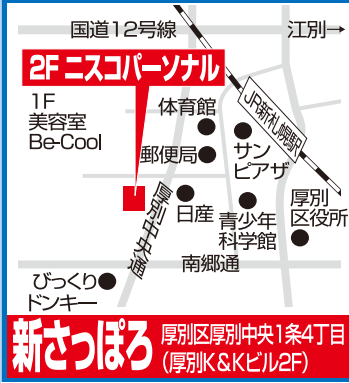 国道12号線
江別→
2F ニスコパーソナル
1F
美容室
Be-Cool
体育館
JR新札幌駅
郵便局
サン
ピアザ
厚別中央通
日産
青少年
科学館
厚別
区役所
南郷通
びっくり
ドンキー
新さっぽろ
厚別区厚別中央1条4丁目
(厚別K&Kビル2F)